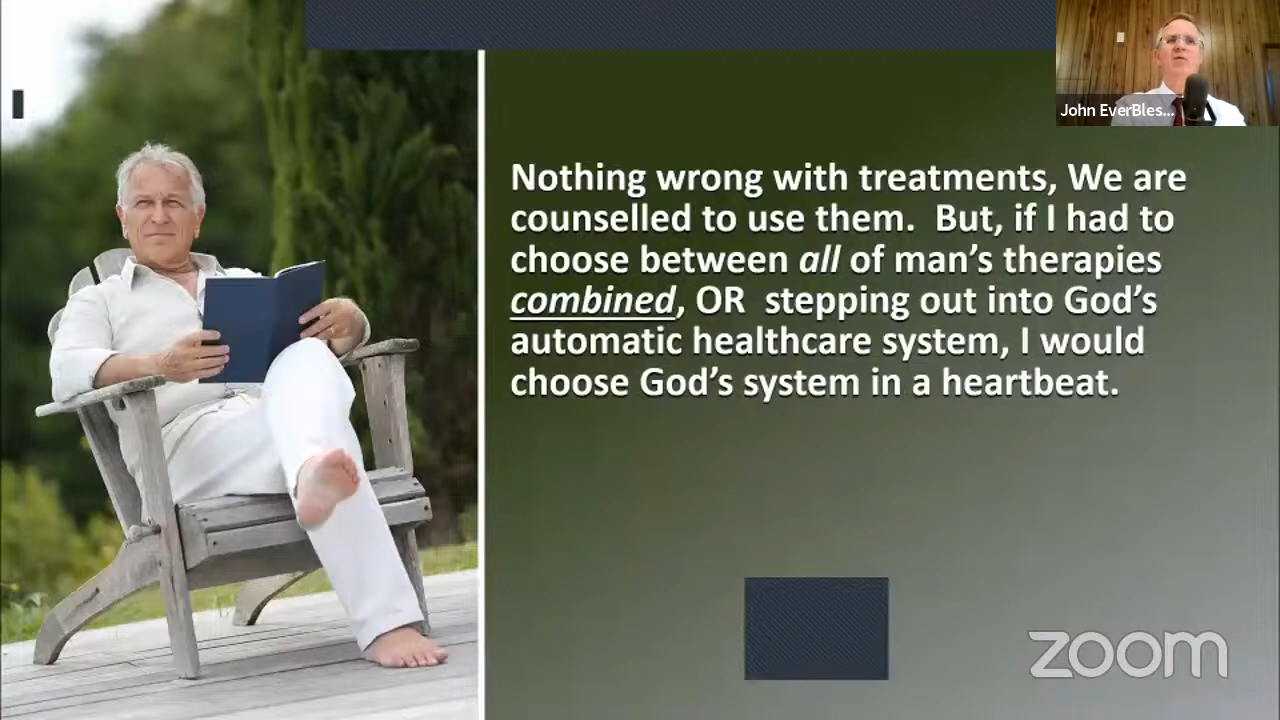 John EverBles...
Nothing wrong with treatments, We are
counselled to use them.  But, if I had to
choose between all of man's therapies
combined, OR  stepping out into God's
automatic healthcare system, I would
choose God's system in a heartbeat.
zoom